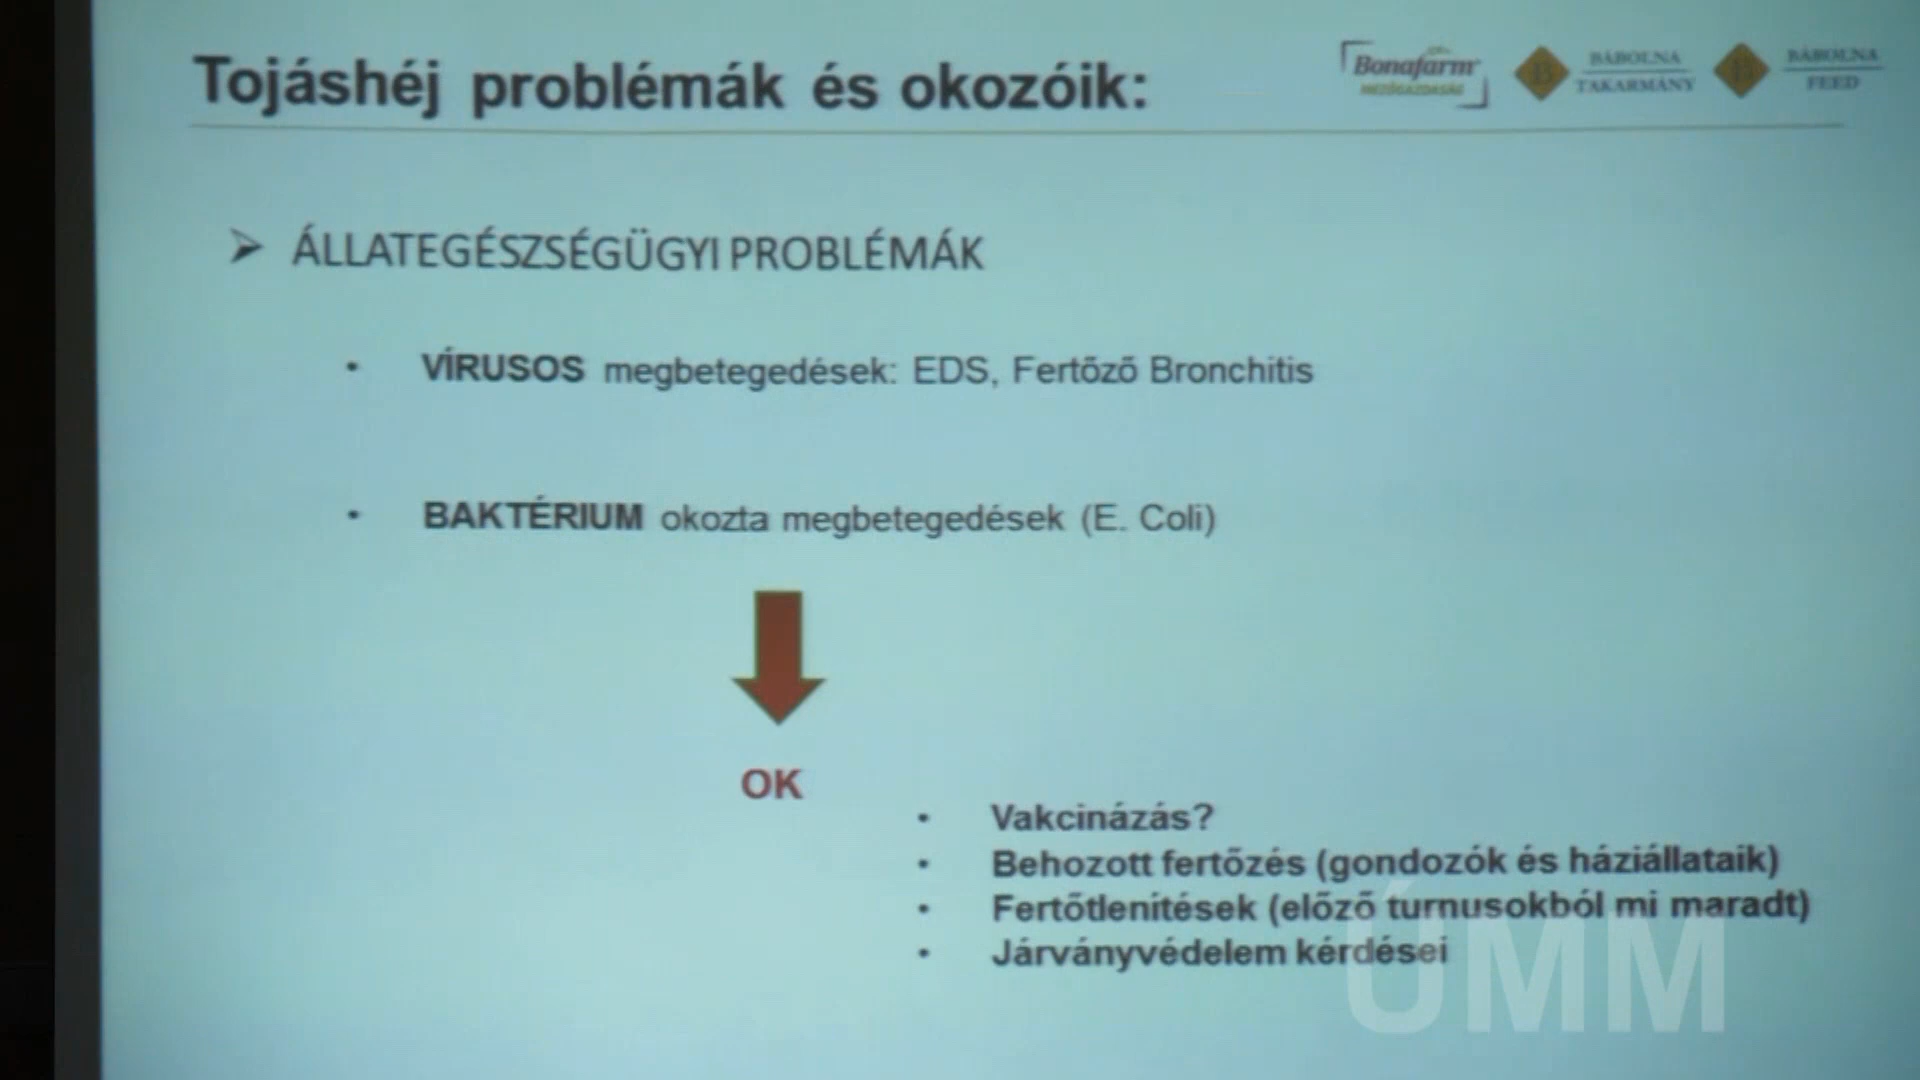 Tojáshéj problémák és okozóik:
Bonafarm
MEZŐGAZDASÁG
BÁBOLNA
TAKARMÁNY
BÁBOLNA
FEED
ÁLLATEGÉSZSÉGÜGYI PROBLÉMÁK
• VÍRUSOS megbetegedések: EDS, Fertőző Bronchitis
• BAKTÉRIUM okozta megbetegedések (E. Coli)
OK
• Vakcinázás?
• Behozott fertőzés (gondozók és háziállataik)
• Fertőtlenítések (előző turnusokból mi maradt)
• Járványvédelem kérdései
ÚMM